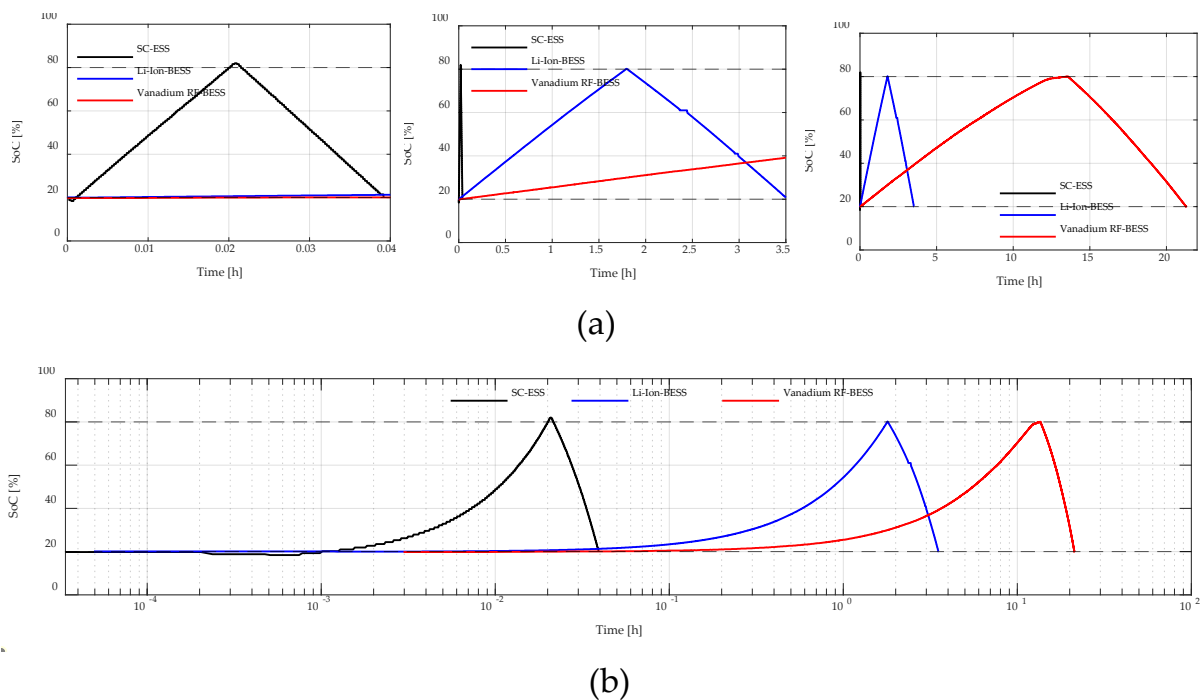 100
80
60
40
20
0
SoC [%]
SC-ESS
Li-Ion-BESS
Vanadium RF-BESS
0 0.01 0.02 0.03 0.04
Time [h]
100
80
60
40
20
0
SoC [%]
SC-ESS
Li-Ion-BESS
Vanadium RF-BESS
0 0.5 1 1.5 2 2.5 3 3.5
Time [h]
100
80
60
40
20
0
SoC [%]
SC-ESS
Li-Ion-BESS
Vanadium RF-BESS
0 5 10 15 20
Time [h]
(a)
100
80
60
40
20
0
SoC [%]
SC-ESS Li-Ion-BESS Vanadium RF-BESS
10⁻⁴ 10⁻³ 10⁻² 10⁻¹ 10⁰ 10¹ 10²
Time [h]
(b)